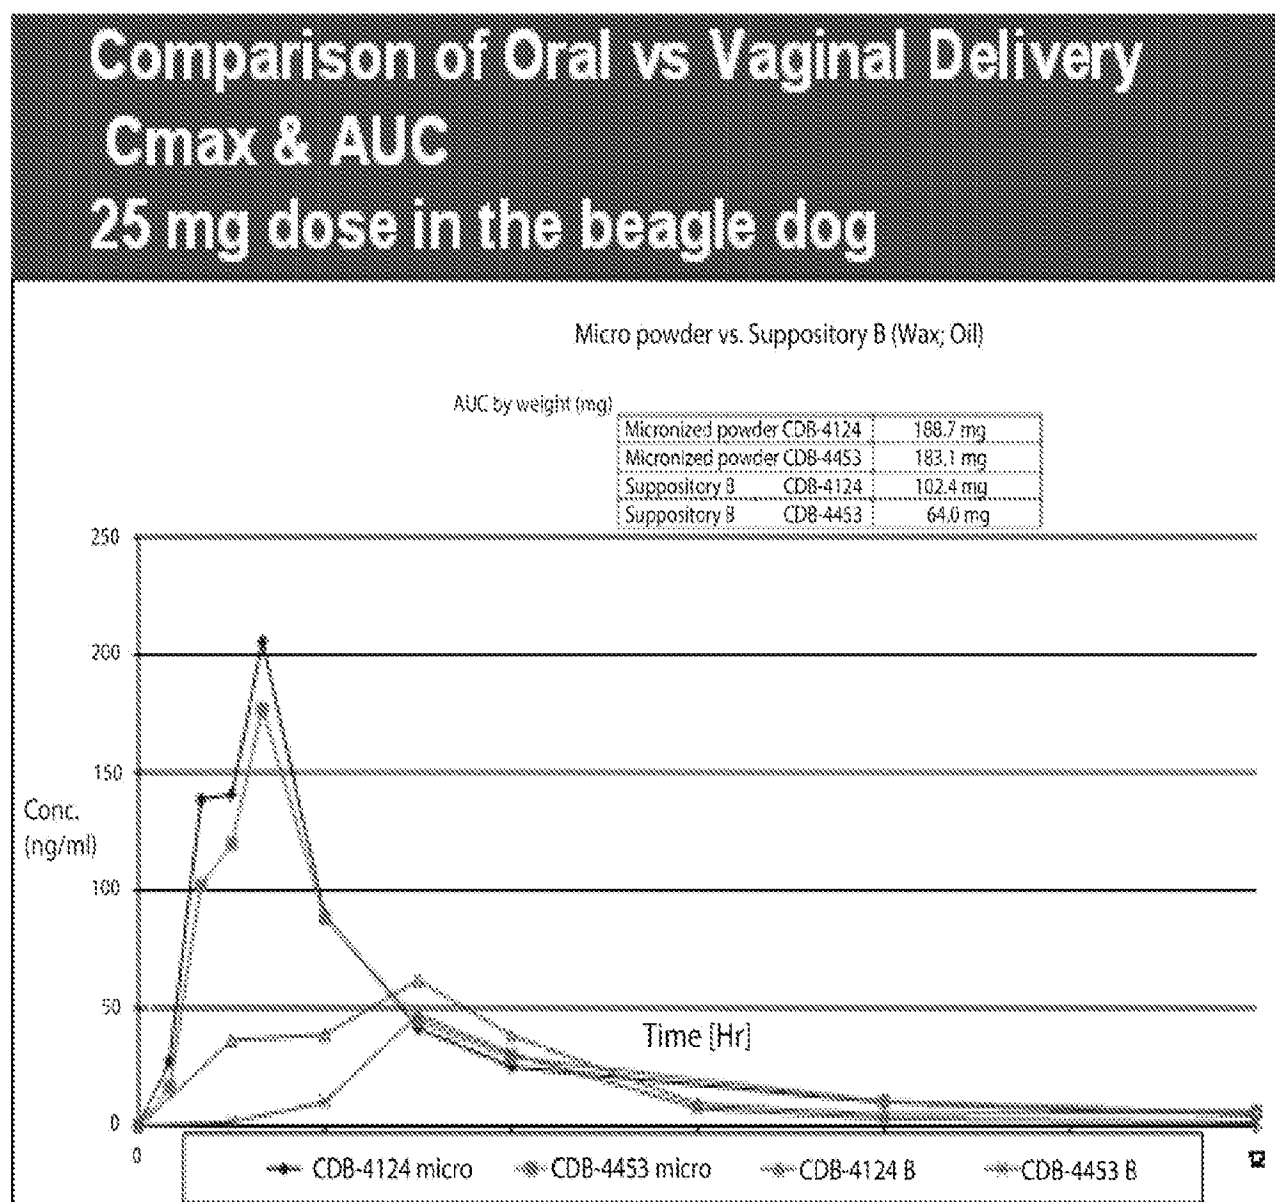 Comparison of Oral vs Vaginal Delivery
Cmax & AUC
25 mg dose in the beagle dog
Micro powder vs. Suppository B (Wax; Oil)
AUC by weight (mg)
Micronized powder CDB-4124 188.7 mg
Micronized powder CDB-4453 183.1 mg
Suppository B CDB-4124 102.4 mg
Suppository B CDB-4453 64.0 mg
250
200
150
Conc.
(ng/ml)
100
50
Time [Hr]
0
0 12
CDB-4124 micro CDB-4453 micro CDB-4124 B CDB-4453 B